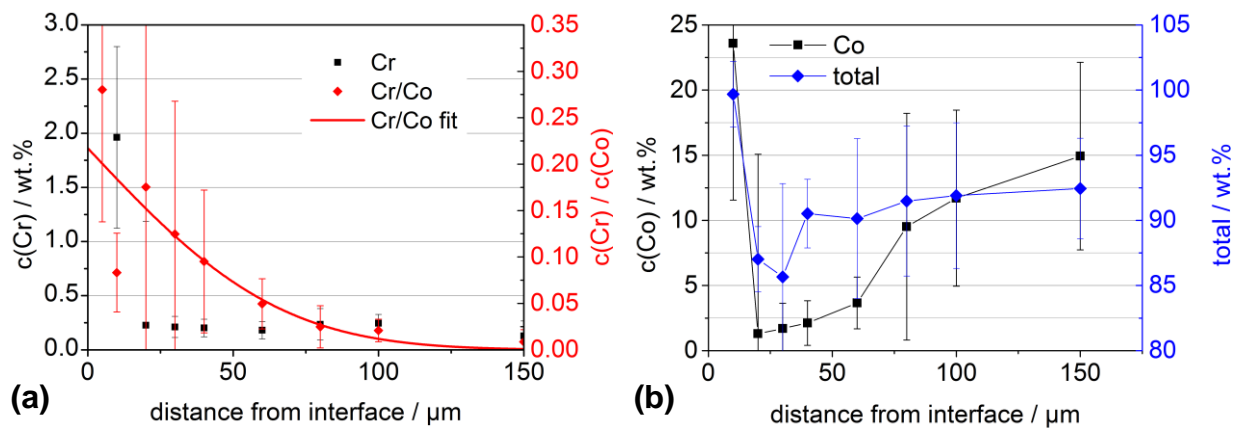 3.0
2.5
2.0
1.5
1.0
0.5
0.0
c(Cr) / wt.%
Cr
Cr/Co
Cr/Co fit
0.35
0.30
0.25
0.20
0.15
0.10
0.05
0.00
c(Cr) / c(Co)
0
50
100
150
distance from interface / µm
(a)
25
20
15
10
5
0
c(Co) / wt.%
Co
total
105
100
95
90
85
80
total / wt.%
0
50
100
150
distance from interface / µm
(b)